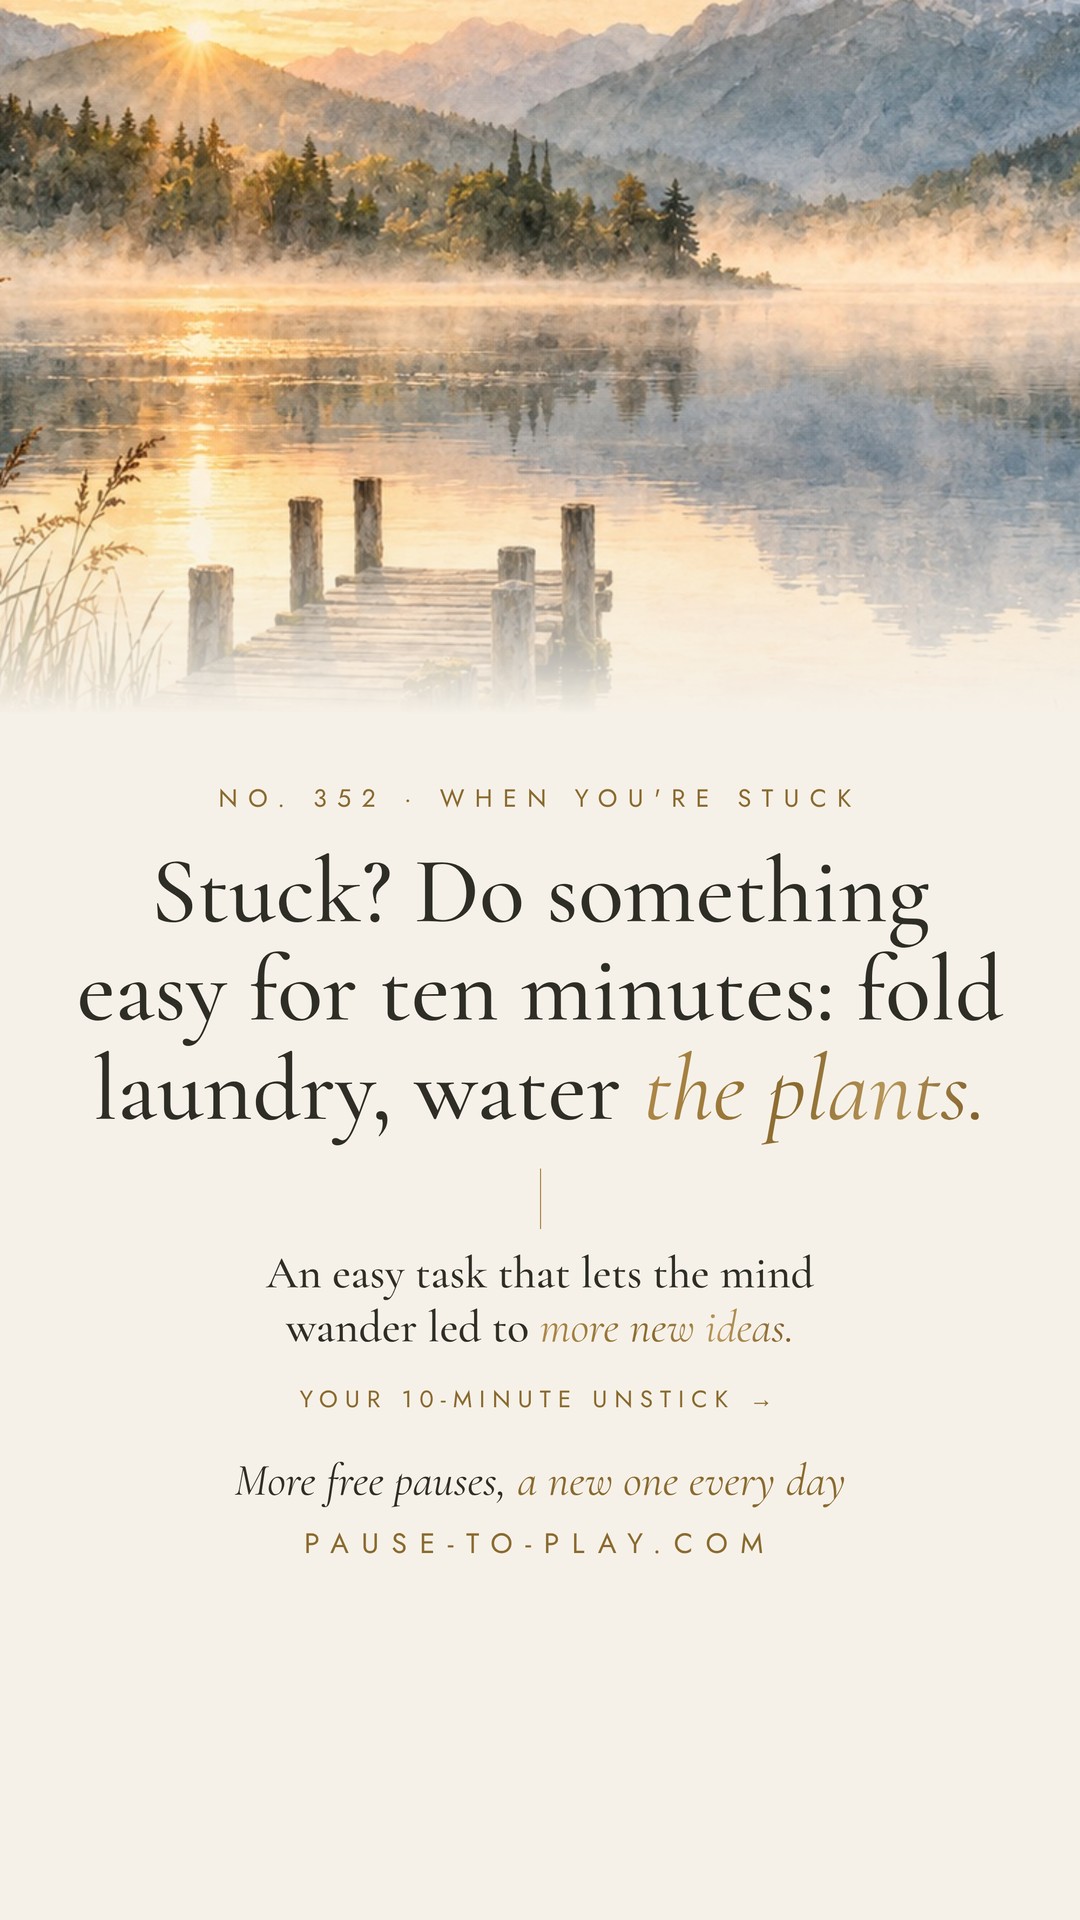 NO. 352 · WHEN YOU'RE STUCK
Stuck? Do something
easy for ten minutes: fold
laundry, water the plants.
An easy task that lets the mind
wander led to more new ideas.
YOUR 10-MINUTE UNSTICK →
More free pauses, a new one every day
PAUSE-TO-PLAY.COM